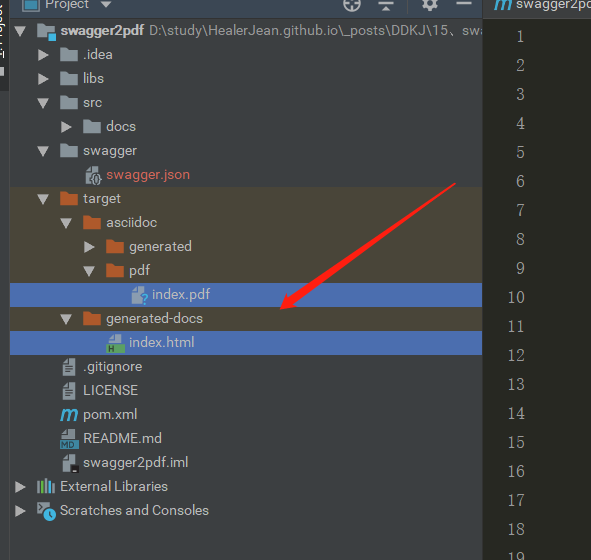 Project
swagger2pd
Project
swagger2pdf D:\study\HealerJean.github.io\_posts\DDKJ\15、swa
.idea
libs
src
docs
swagger
swagger.json
target
asciidoc
generated
pdf
index.pdf
generated-docs
index.html
.gitignore
LICENSE
pom.xml
README.md
swagger2pdf.iml
External Libraries
Scratches and Consoles
1
2
3
4
5
6
7
8
9
10
11
12
13
14
15
16
17
18
19